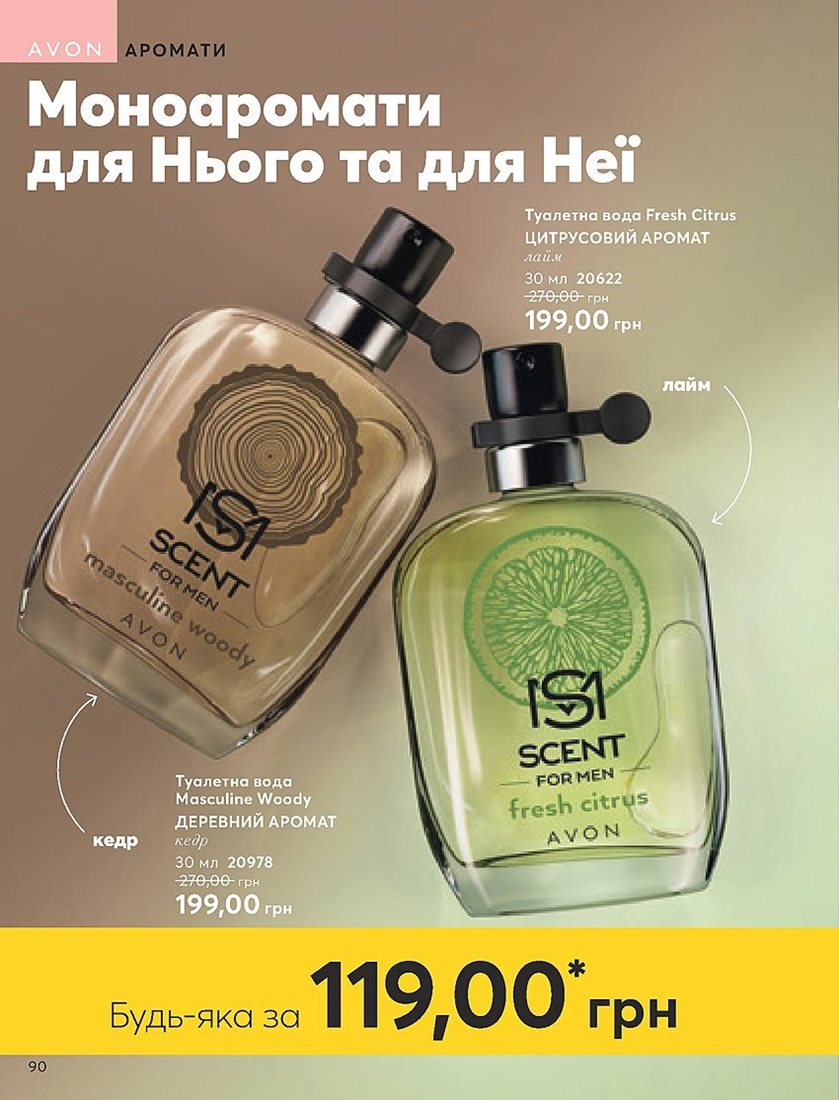 AVON АРОМАТИ
Моноаромати
для Нього та для Неї
Туалетна вода Fresh Citrus
ЦИТРУСОВИЙ АРОМАТ
лайм
30 мл 20622
270,00 грн
199,00 грн
лайм
SM
SCENT
FOR MEN
masculine woody
AVON
SM
SCENT
FOR MEN
fresh citrus
AVON
кедр
Туалетна вода
Masculine Woody
ДЕРЕВНИЙ АРОМАТ
кедр
30 мл 20978
270,00 грн
199,00 грн
Будь-яка за 119,00* грн
90